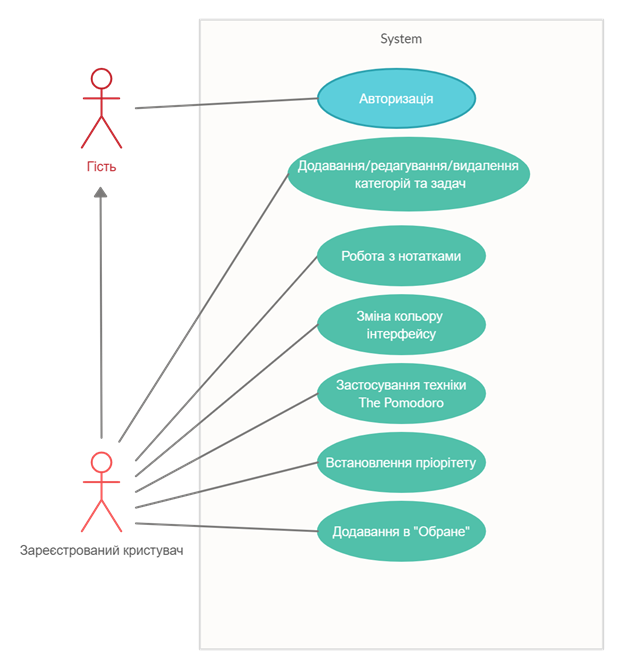 System
Авторизація
Гість
Додавання/редагування/видалення
категорій та задач
Робота з нотатками
Зміна кольору
інтерфейсу
Застосування техніки
The Pomodoro
Встановлення пріорітету
Додавання в "Обране"
Зареєстрований кристувач